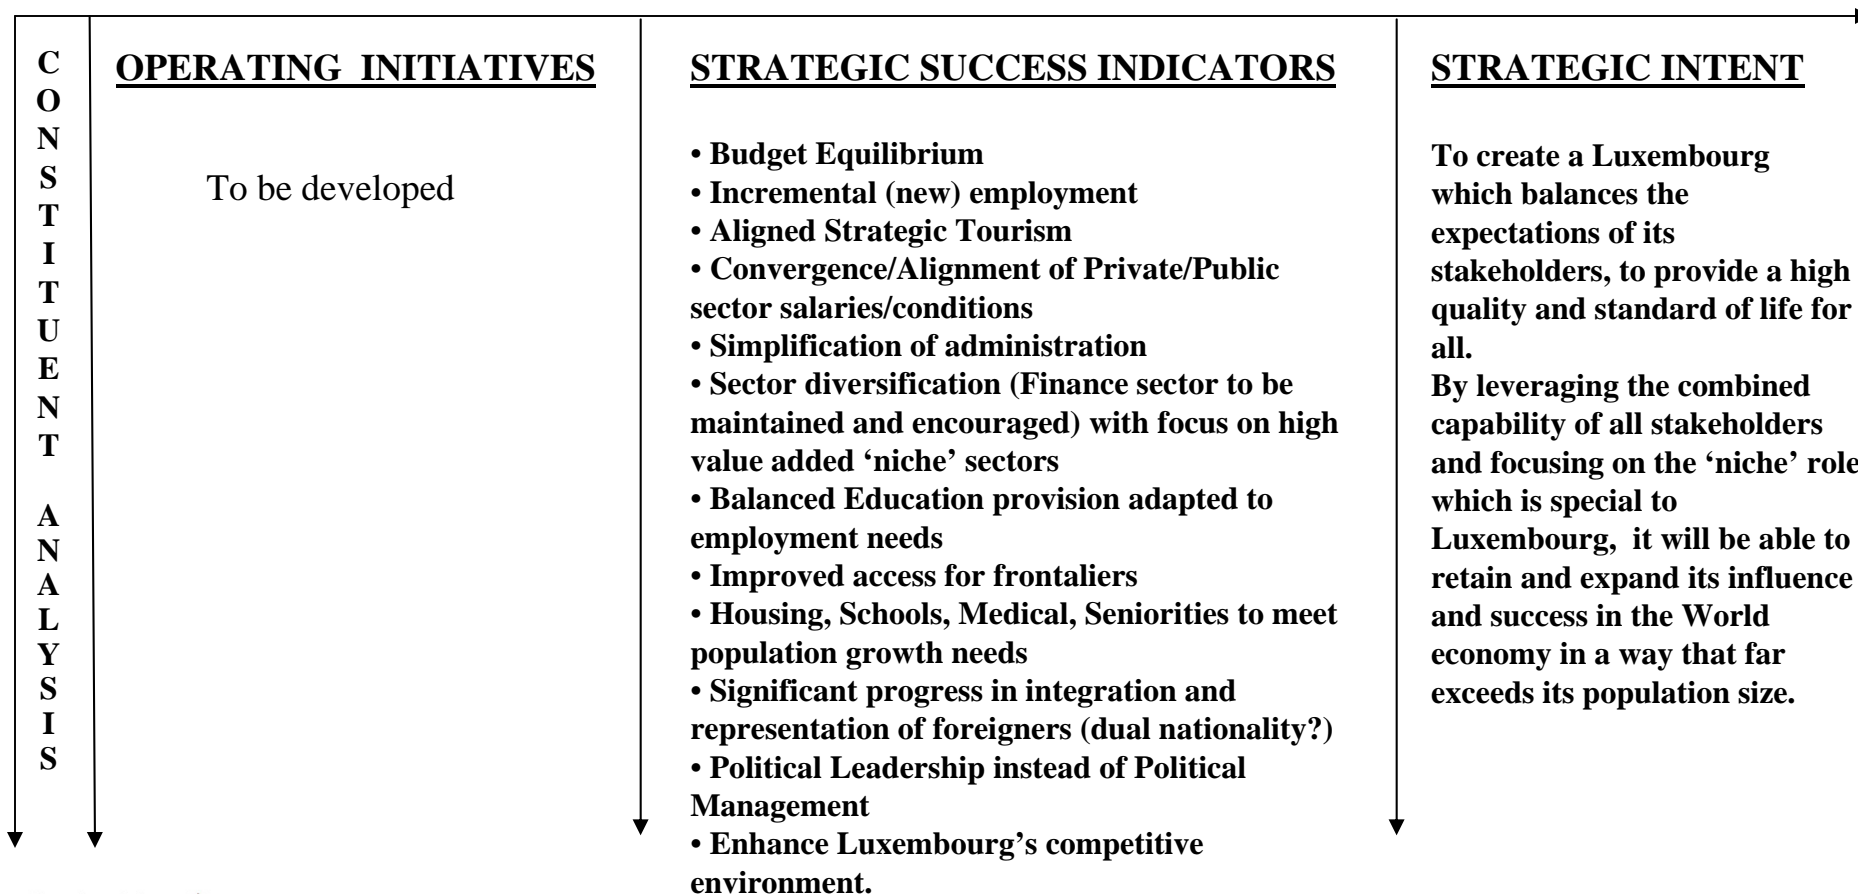 CONSTITUENT ANALYSIS
OPERATING INITIATIVES
To be developed
STRATEGIC SUCCESS INDICATORS
• Budget Equilibrium
• Incremental (new) employment
• Aligned Strategic Tourism
• Convergence/Alignment of Private/Public
sector salaries/conditions
• Simplification of administration
• Sector diversification (Finance sector to be
maintained and encouraged) with focus on high
value added ‘niche’ sectors
• Balanced Education provision adapted to
employment needs
• Improved access for frontaliers
• Housing, Schools, Medical, Seniorities to meet
population growth needs
• Significant progress in integration and
representation of foreigners (dual nationality?)
• Political Leadership instead of Political
Management
• Enhance Luxembourg’s competitive
environment.
STRATEGIC INTENT
To create a Luxembourg
which balances the
expectations of its
stakeholders, to provide a high
quality and standard of life for
all.
By leveraging the combined
capability of all stakeholders
and focusing on the ‘niche’ role
which is special to
Luxembourg, it will be able to
retain and expand its influence
and success in the World
economy in a way that far
exceeds its population size.